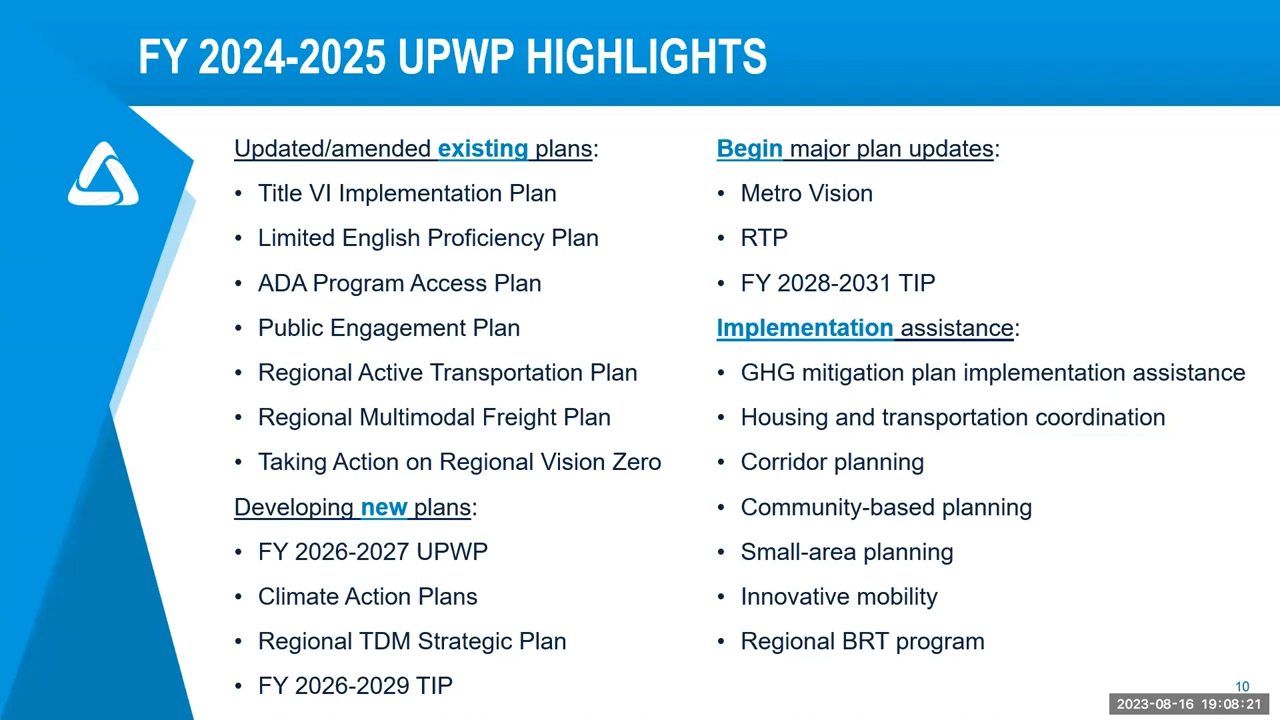 FY 2024-2025 UPWP HIGHLIGHTS
Updated/amended existing plans:
• Title VI Implementation Plan
• Limited English Proficiency Plan
• ADA Program Access Plan
• Public Engagement Plan
• Regional Active Transportation Plan
• Regional Multimodal Freight Plan
• Taking Action on Regional Vision Zero
Developing new plans:
• FY 2026-2027 UPWP
• Climate Action Plans
• Regional TDM Strategic Plan
• FY 2026-2029 TIP
Begin major plan updates:
• Metro Vision
• RTP
• FY 2028-2031 TIP
Implementation assistance:
• GHG mitigation plan implementation assistance
• Housing and transportation coordination
• Corridor planning
• Community-based planning
• Small-area planning
• Innovative mobility
• Regional BRT program
10
2023-08-16 19:08:21